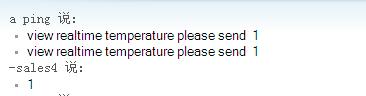 a ping 说:
• view realtime temperature please send  1
• view realtime temperature please send  1
-sales4 说:
• 1